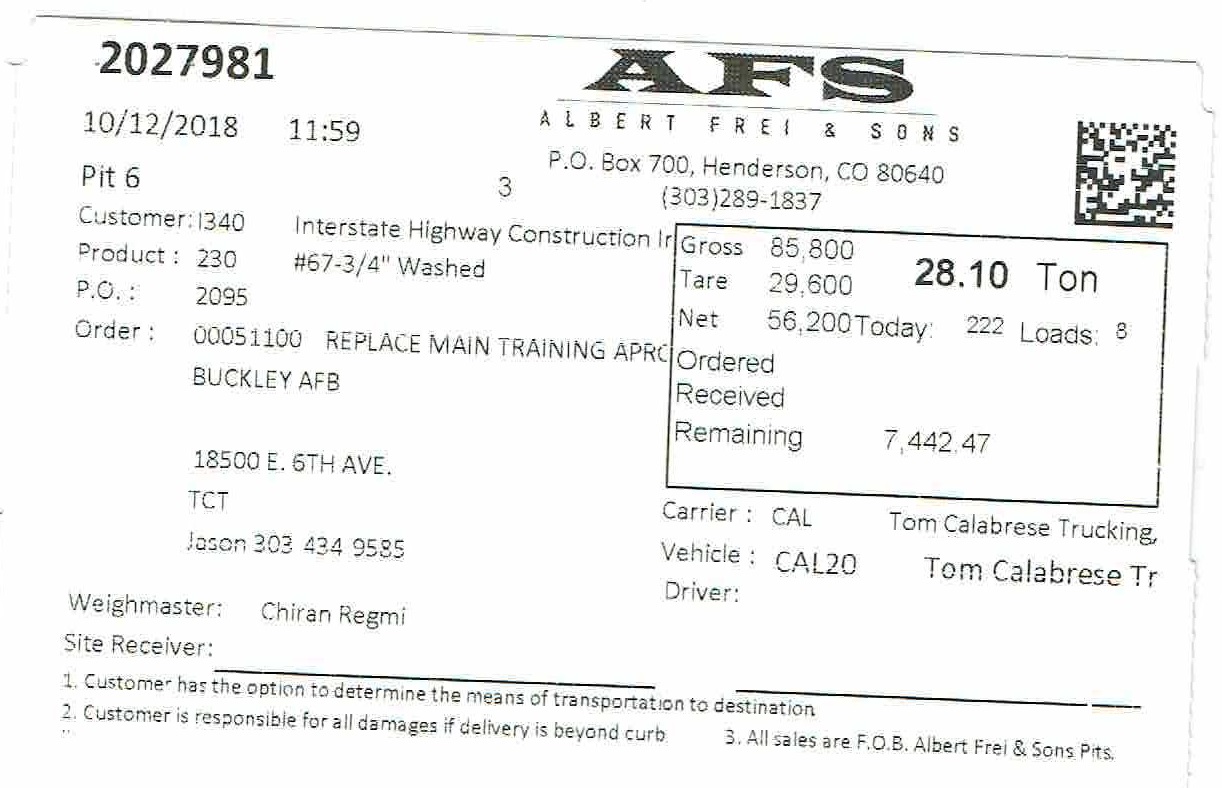 2027981
AFS
ALBERT FREI & SONS
10/12/2018 11:59
P.O. Box 700, Henderson, CO 80640
(303)289-1837
Pit 6 3
Customer: I340 Interstate Highway Construction Ir
Product : 230 #67-3/4" Washed
P.O. : 2095
Order : 00051100 REPLACE MAIN TRAINING APRO
BUCKLEY AFB
18500 E. 6TH AVE.
TCT
Jason 303 434 9585
Gross 85,800 28.10 Ton
Tare 29,600
Net 56,200 Today: 222 Loads: 8
Ordered
Received
Remaining 7,442.47
Carrier : CAL Tom Calabrese Trucking,
Vehicle : CAL20 Tom Calabrese Tr
Driver:
Weighmaster: Chiran Regmi
Site Receiver:
1. Customer has the option to determine the means of transportation to destination
2. Customer is responsible for all damages if delivery is beyond curb 3. All sales are F.O.B. Albert Frei & Sons Pits.